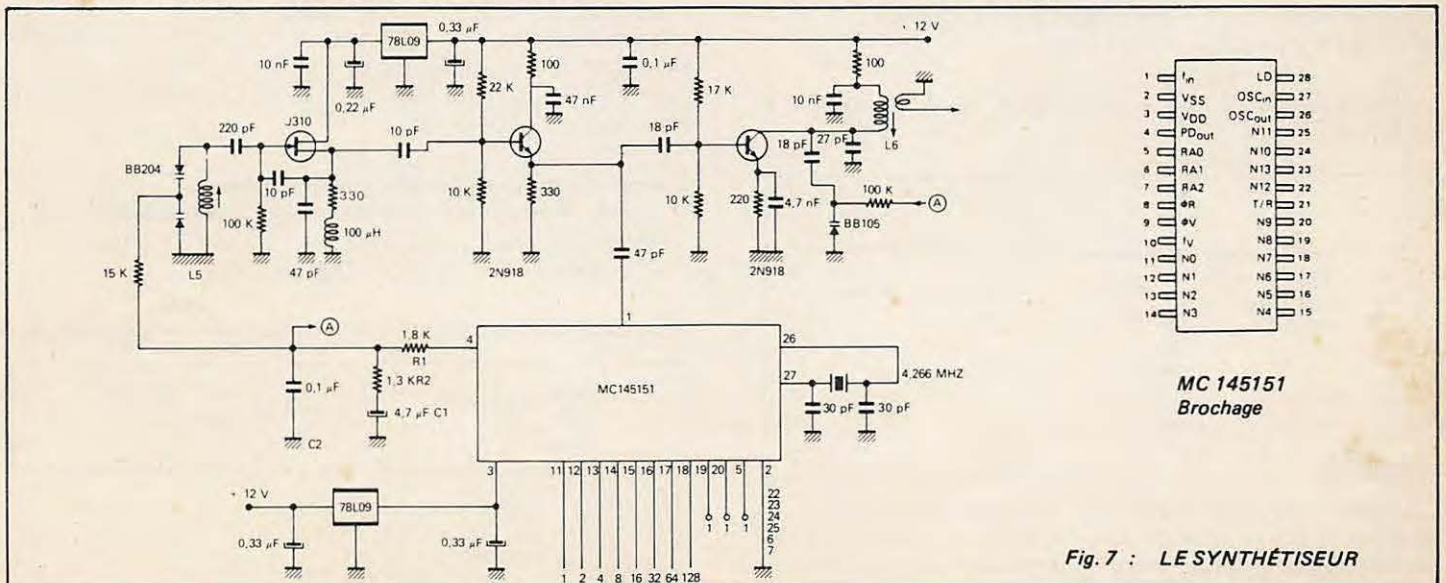 0,33 µF
+ 12 V
78L09
10 nF
0,22 µF
100
22 K
47 nF
0,1 µF
17 K
100
10 nF
J310
220 pF
10 pF
18 pF
18 pF
27 pF
L6
BB204
10 pF
330
100 K
100 µH
47 pF
L5
10 K
330
2N918
47 pF
10 K
220
4,7 nF
2N918
100 K
A
BB105
15 K
A
1,8 K
R1
4
1
26
27
4,266 MHZ
MC145151
30 pF
30 pF
0,1 µF
C2
1,3 KR2
4,7 µF C1
3
11 12 13 14 15 16 17 18 19 20 5 2
22
23
24
25
6
7
1 1 1
1 2 4 8 16 32 64 128
+ 12 V
78L09
0,33 µF
0,33 µF
1 fin LD 28
2 VSS OSCin 27
3 VDD OSCout 26
4 PDout N11 25
5 RA0 N10 24
6 RA1 N13 23
7 RA2 N12 22
8 ΦR T/R 21
9 ΦV N9 20
10 fV N8 19
11 N0 N7 18
12 N1 N6 17
13 N2 N5 16
14 N3 N4 15
MC 145151
Brochage
Fig. 7 : LE SYNTHÉTISEUR